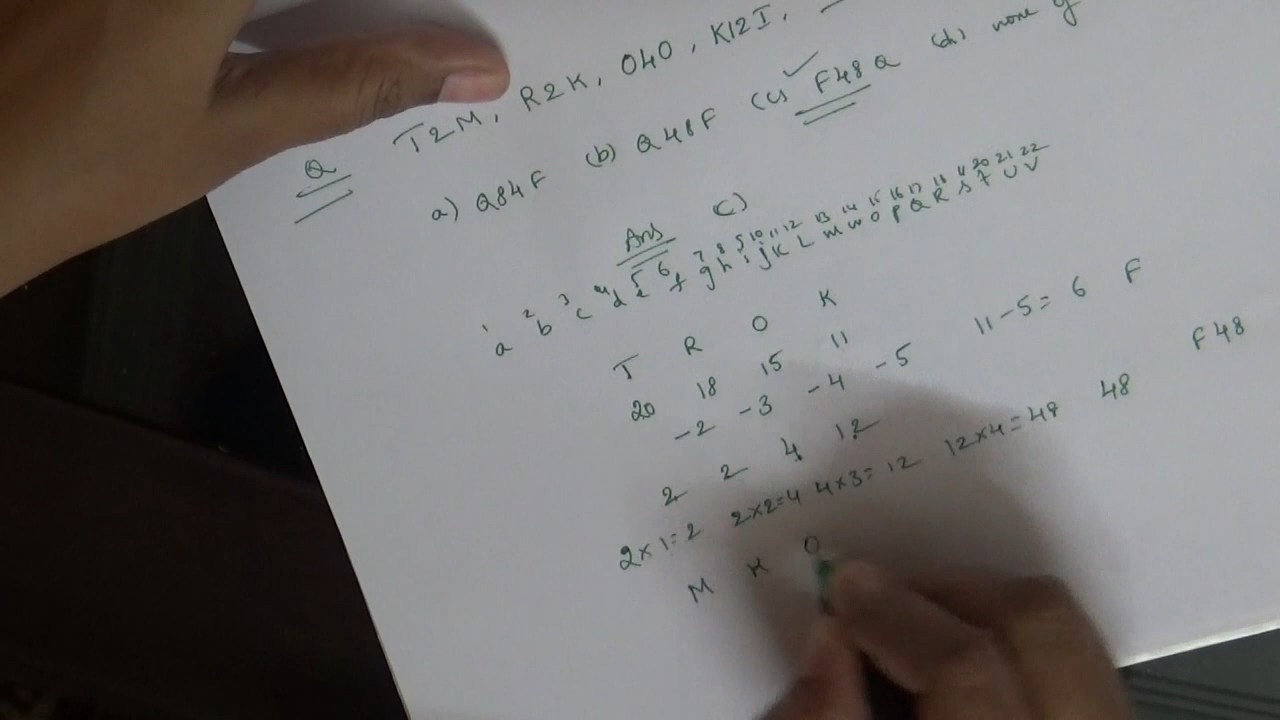 Q T2M, R2K, O4O, K12I, —
a) Q84F (b) Q48F (c) F48Q (d) none of
Ans C)
1 2 3 4 5 6 7 8 9 10 11 12 13 14 15 16 17 18 19 20 21 22
a b c d e f g h i j K L m n O P Q R S t U V
T R O K
20 18 15 11
-2 -3 -4 -5 11-5= 6 F
2 2 4 12
2×1=2 2×2=4 4×3=12 12×4=48 48 F48
M K O